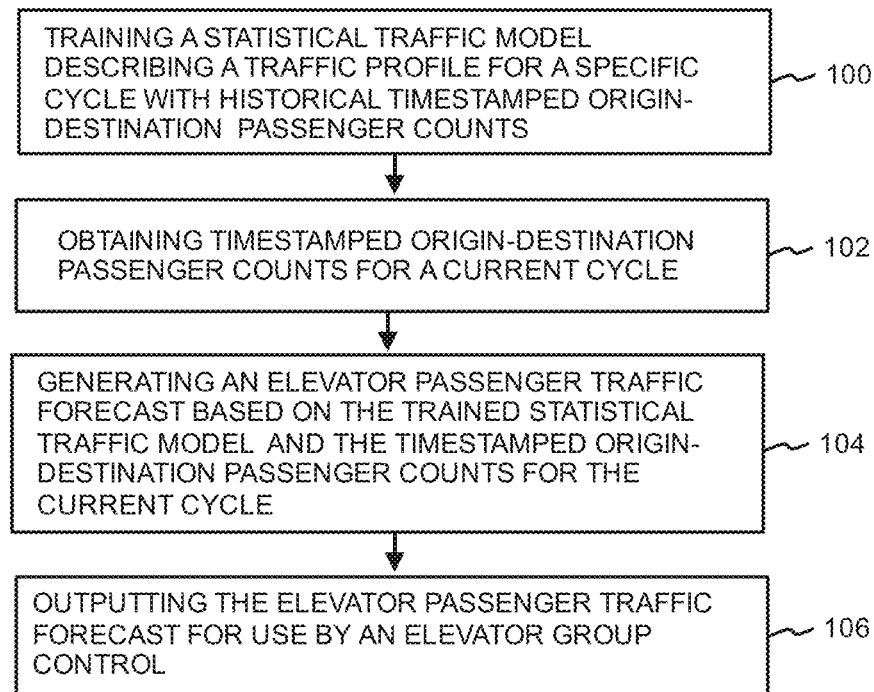 TRAINING A STATISTICAL TRAFFIC MODEL
DESCRIBING A TRAFFIC PROFILE FOR A SPECIFIC
CYCLE WITH HISTORICAL TIMESTAMPED ORIGIN-
DESTINATION PASSENGER COUNTS
100
OBTAINING TIMESTAMPED ORIGIN-DESTINATION
PASSENGER COUNTS FOR A CURRENT CYCLE
102
GENERATING AN ELEVATOR PASSENGER TRAFFIC
FORECAST BASED ON THE TRAINED STATISTICAL
TRAFFIC MODEL AND THE TIMESTAMPED ORIGIN-
DESTINATION PASSENGER COUNTS FOR THE
CURRENT CYCLE
104
OUTPUTTING THE ELEVATOR PASSENGER TRAFFIC
FORECAST FOR USE BY AN ELEVATOR GROUP
CONTROL
106